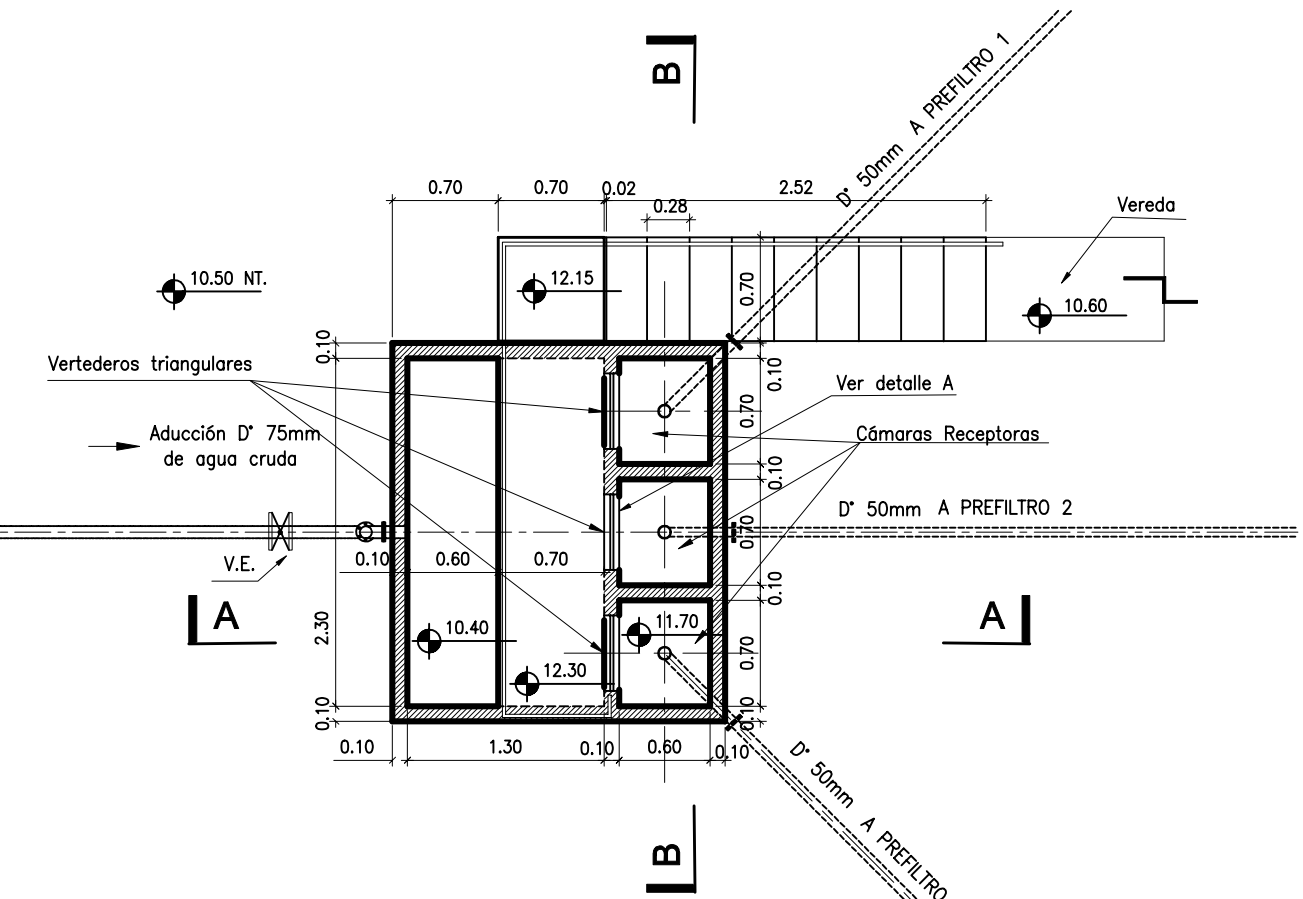 B
D° 50mm A PREFILTRO 1
0.70
0.70
0.02
2.52
0.28
Vereda
10.50 NT.
12.15
0.70
10.60
0.10
0.10
Vertederos triangulares
Ver detalle A
0.70
Aducción D° 75mm
de agua cruda
Cámaras Receptoras
0.10
D° 50mm A PREFILTRO 2
0.70
V.E.
0.10
0.60
0.70
0.10
A
A
2.30
10.40
11.70
0.70
12.30
0.10
0.10
0.10
1.30
0.10
0.60
0.10
D° 50mm A PREFILTRO
B